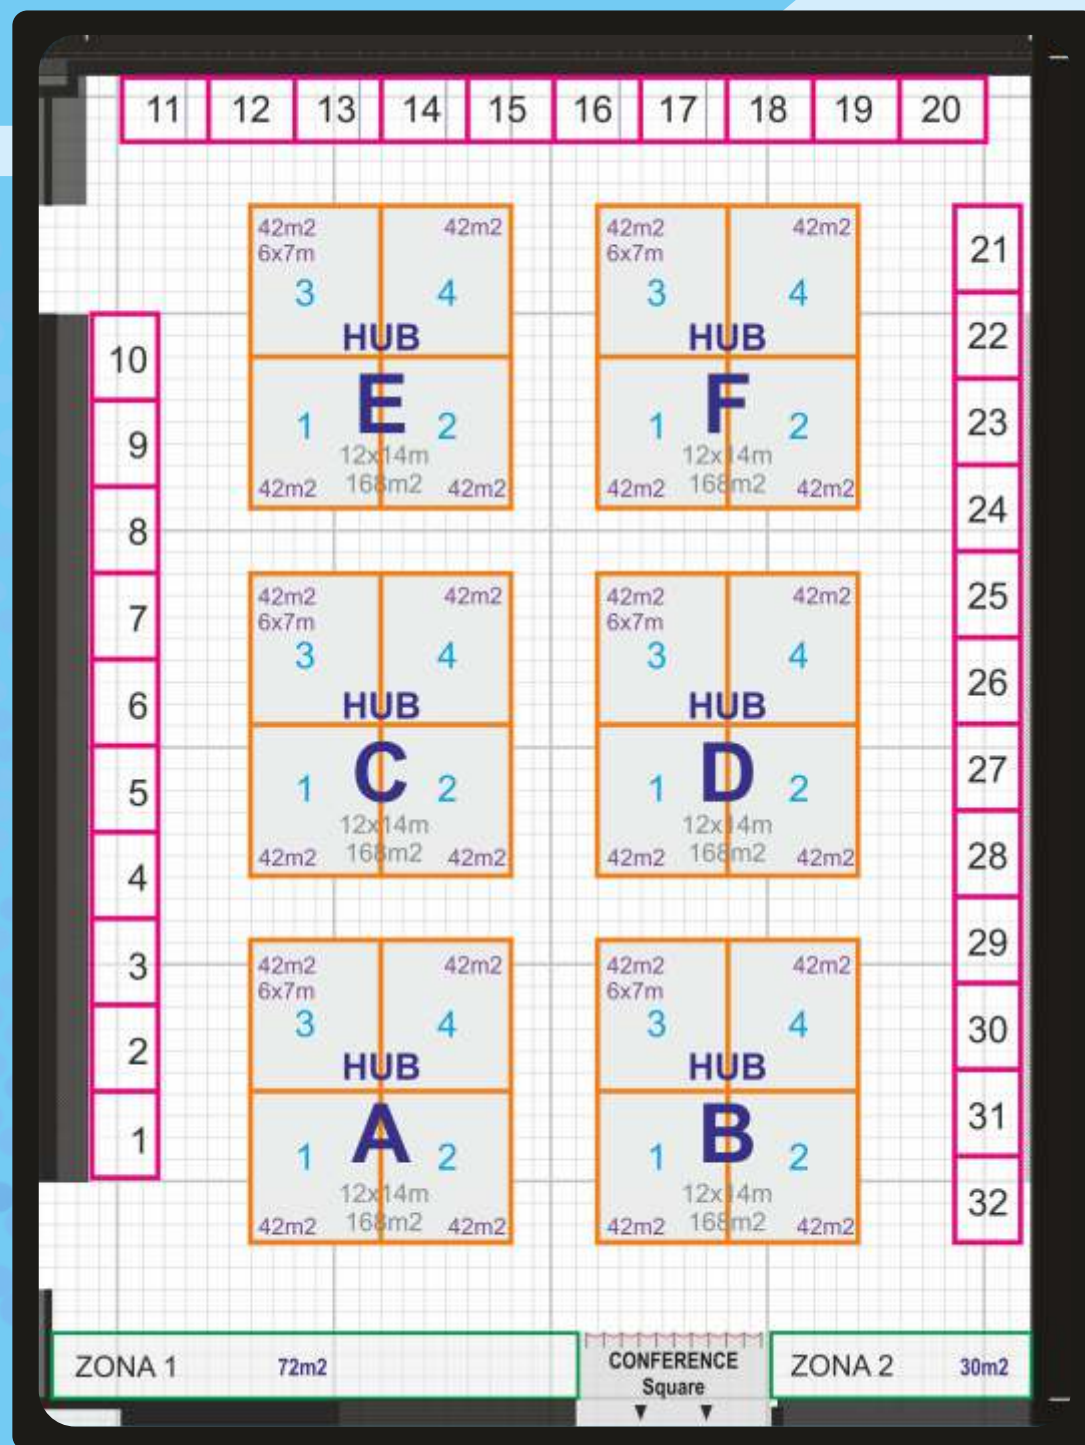 11 12 13 14 15 16 17 18 19 20
42m2 42m2
6x7m
3 4
HUB
E
1 2
12x14m
42m2 168m2 42m2
42m2 42m2
6x7m
3 4
HUB
F
1 2
12x14m
42m2 168m2 42m2
10
9
8
7
6
5
4
3
2
1
42m2 42m2
6x7m
3 4
HUB
C
1 2
12x14m
42m2 168m2 42m2
42m2 42m2
6x7m
3 4
HUB
D
1 2
12x14m
42m2 168m2 42m2
42m2 42m2
6x7m
3 4
HUB
A
1 2
12x14m
42m2 168m2 42m2
42m2 42m2
6x7m
3 4
HUB
B
1 2
12x14m
42m2 168m2 42m2
21
22
23
24
25
26
27
28
29
30
31
32
ZONA 1 72m2
CONFERENCE
Square
ZONA 2 30m2